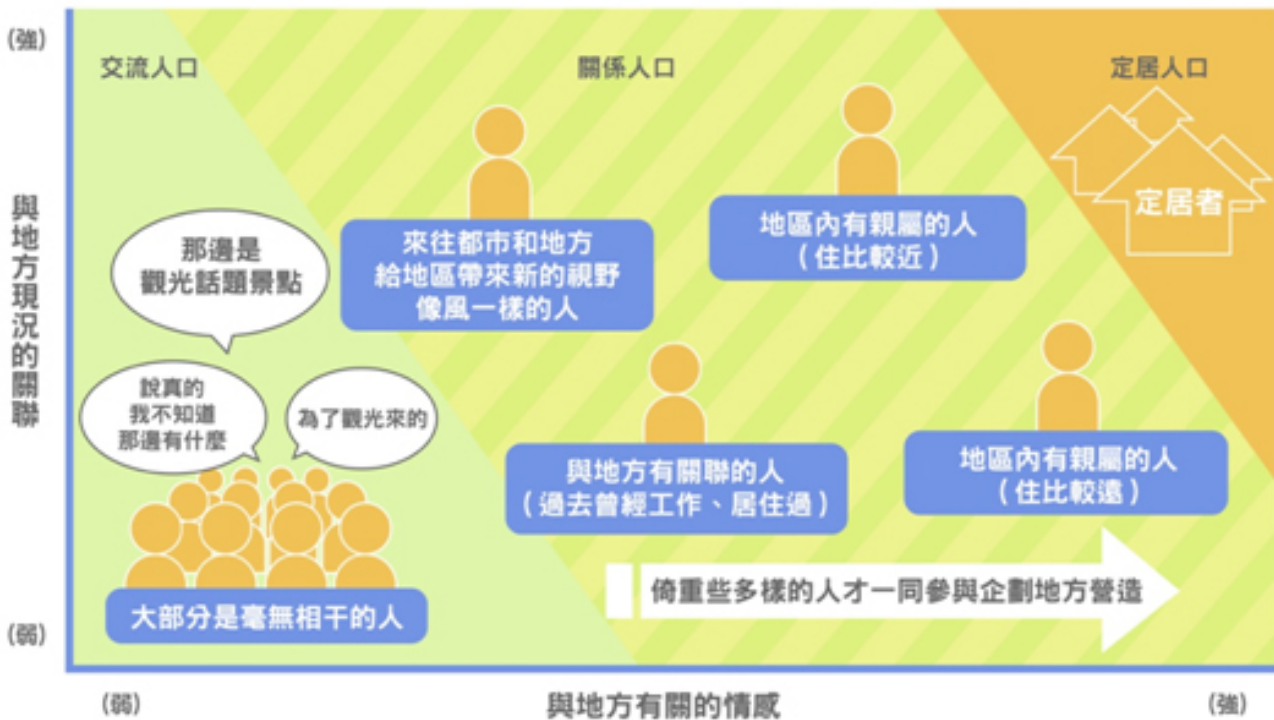 (強)
交流人口
關係人口
定居人口
定居者
與地方現況的關聯
那邊是
觀光話題景點
來往都市和地方
給地區帶來新的視野
像風一樣的人
地區內有親屬的人
(住比較近)
說真的
我不知道
那邊有什麼
為了觀光來的
與地方有關聯的人
(過去曾經工作、居住過)
地區內有親屬的人
(住比較遠)
倚重些多樣的人才一同參與企劃地方營造
大部分是毫無相干的人
(弱)
(弱)
與地方有關的情感
(強)